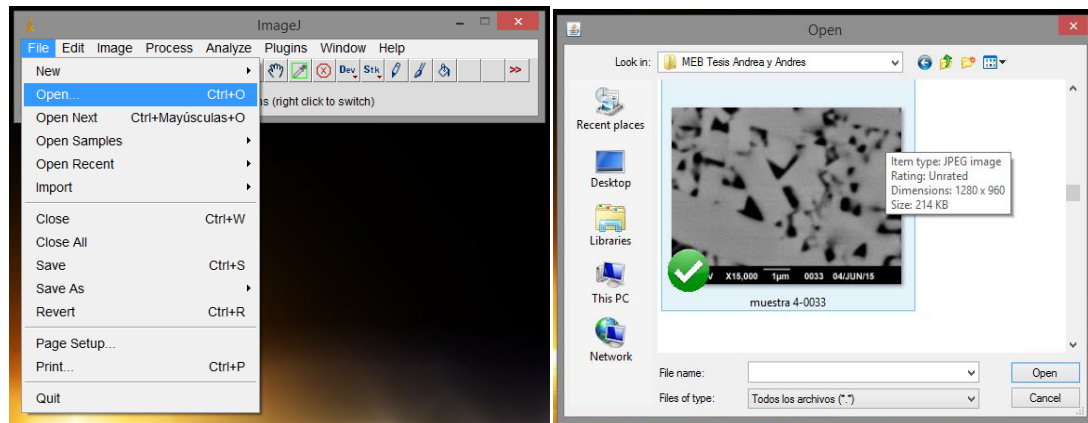 ImageJ
File Edit Image Process Analyze Plugins Window Help
New
Dev Stk >>
Open... Ctrl+O
s (right click to switch)
Open Next Ctrl+Mayúsculas+O
Open Samples
Open Recent
Import
Close Ctrl+W
Close All
Save Ctrl+S
Save As
Revert Ctrl+R
Page Setup...
Print... Ctrl+P
Quit
Open
Look in: MEB Tesis Andrea y Andres
Recent places
Desktop
Libraries
This PC
Network
Item type: JPEG image
Rating: Unrated
Dimensions: 1280 x 960
Size: 214 KB
V X15,000 1µm 0033 04/JUN/15
muestra 4-0033
File name: Open
Files of type: Todos los archivos (*.*) Cancel